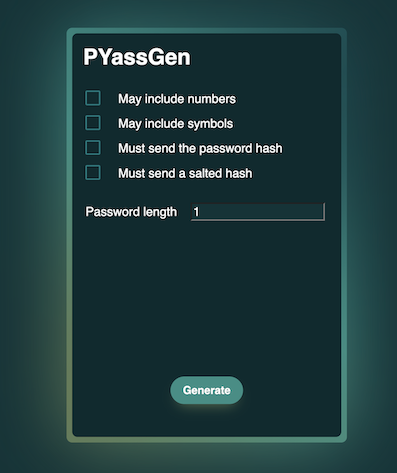 PYassGen
May include numbers
May include symbols
Must send the password hash
Must send a salted hash
Password length 1
Generate